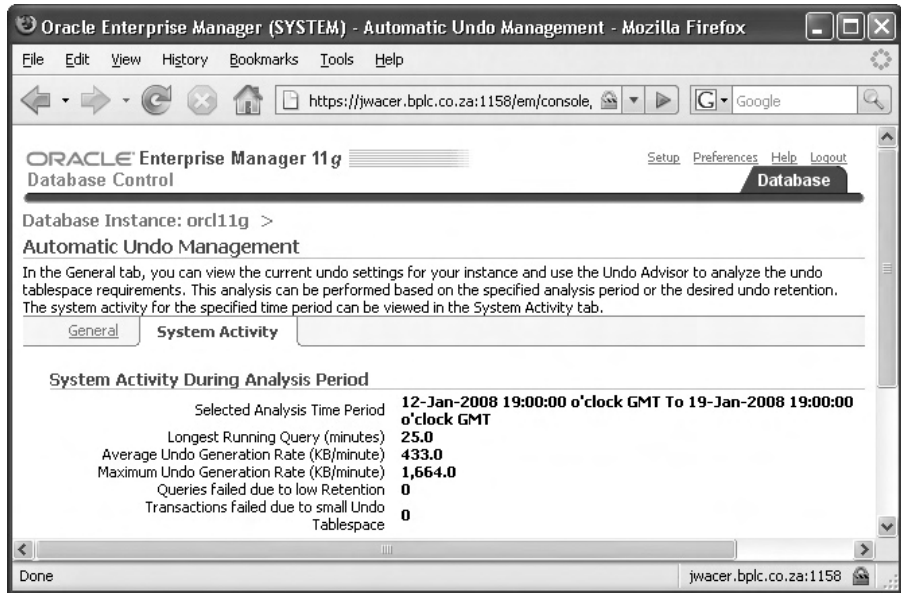 Oracle Enterprise Manager (SYSTEM) - Automatic Undo Management - Mozilla Firefox
File Edit View History Bookmarks Tools Help
https://jwacer.bplc.co.za:1158/em/console, G Google
ORACLE Enterprise Manager 11g
Setup Preferences Help Logout
Database Control
Database
Database Instance: orcl11g >
Automatic Undo Management
In the General tab, you can view the current undo settings for your instance and use the Undo Advisor to analyze the undo
tablespace requirements. This analysis can be performed based on the specified analysis period or the desired undo retention.
The system activity for the specified time period can be viewed in the System Activity tab.
General System Activity
System Activity During Analysis Period
Selected Analysis Time Period 12-Jan-2008 19:00:00 o'clock GMT To 19-Jan-2008 19:00:00
o'clock GMT
Longest Running Query (minutes) 25.0
Average Undo Generation Rate (KB/minute) 433.0
Maximum Undo Generation Rate (KB/minute) 1,664.0
Queries failed due to low Retention 0
Transactions failed due to small Undo
Tablespace 0
Done jwacer.bplc.co.za:1158